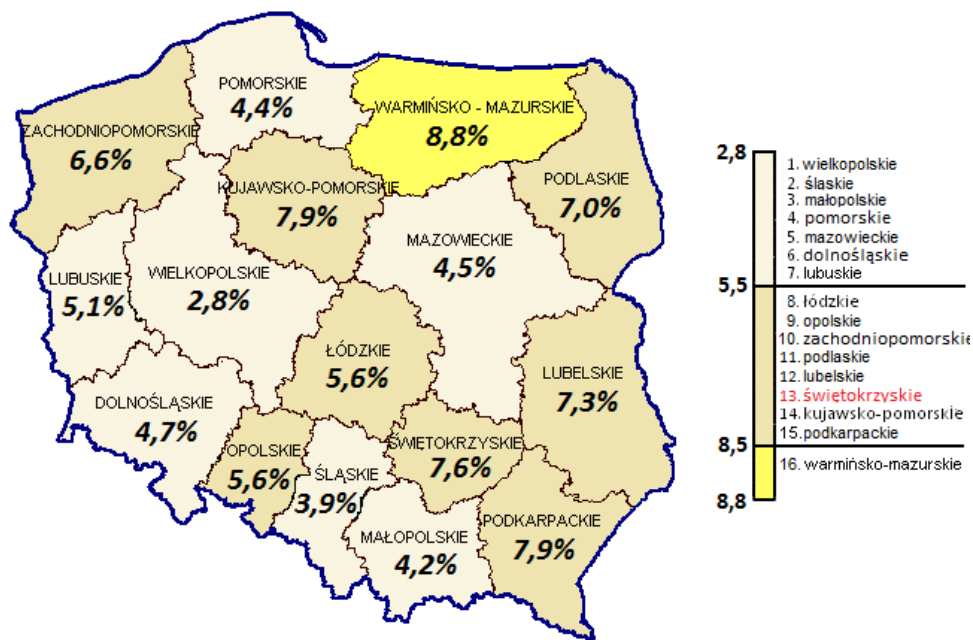 POMORSKIE
4,4%
WARMIŃSKO - MAZURSKIE
8,8%
ZACHODNIOPOMORSKIE
6,6%
KUJAWSKO-POMORSKIE
7,9%
PODLASKIE
7,0%
MAZOWIECKIE
4,5%
LUBUSKIE
5,1%
WIELKOPOLSKIE
2,8%
ŁÓDZKIE
5,6%
LUBELSKIE
7,3%
DOLNOŚLĄSKIE
4,7%
OPOLSKIE
5,6%
ŚLĄSKIE
3,9%
ŚWIĘTOKRZYSKIE
7,6%
MAŁOPOLSKIE
4,2%
PODKARPACKIE
7,9%
2,8
1. wielkopolskie
2. śląskie
3. małopolskie
4. pomorskie
5. mazowieckie
6. dolnośląskie
7. lubuskie
5,5
8. łódzkie
9. opolskie
10. zachodniopomorskie
11. podlaskie
12. lubelskie
13. świętokrzyskie
14. kujawsko-pomorskie
15. podkarpackie
8,5
16. warmińsko-mazurskie
8,8